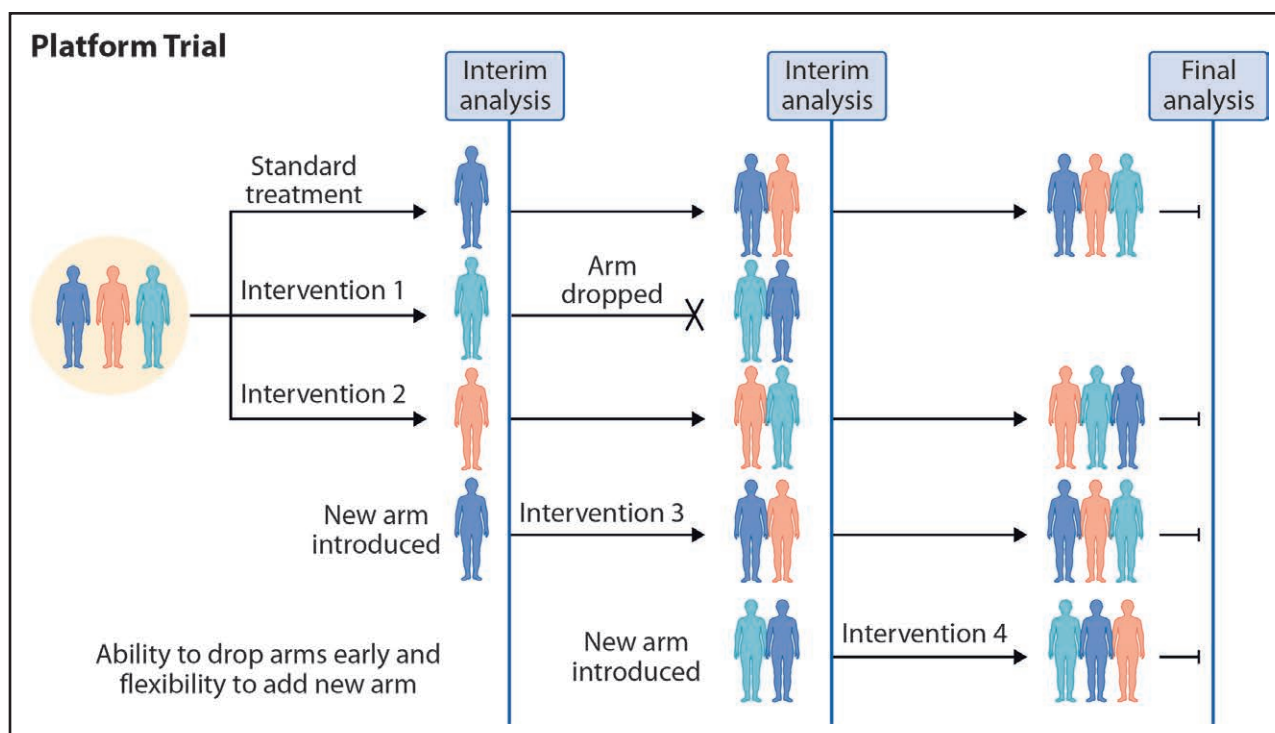 Platform Trial
Interim
analysis
Interim
analysis
Final
analysis
Standard
treatment
Intervention 1
Arm
dropped
Intervention 2
New arm
introduced
Intervention 3
New arm
introduced
Intervention 4
Ability to drop arms early and
flexibility to add new arm